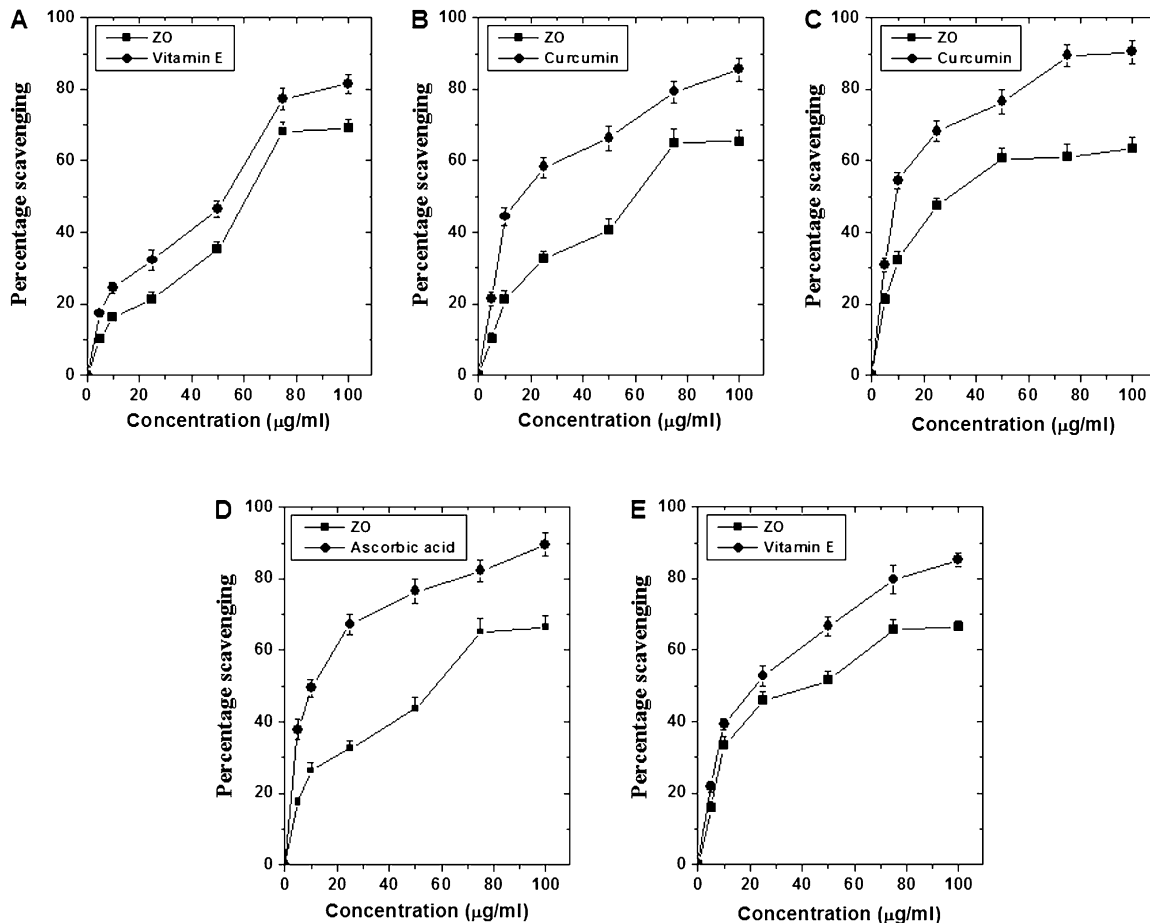 A
ZO
Vitamin E
Percentage scavenging
100
80
60
40
20
0
0 20 40 60 80 100
Concentration (µg/ml)
B
ZO
Curcumin
Percentage scavenging
100
80
60
40
20
0
0 20 40 60 80 100
Concentration (µg/ml)
C
ZO
Curcumin
Percentage scavenging
100
80
60
40
20
0
0 20 40 60 80 100
Concentration (µg/ml)
D
ZO
Ascorbic acid
Percentage scavenging
100
80
60
40
20
0
0 20 40 60 80 100
Concentration (µg/ml)
E
ZO
Vitamin E
Percentage scavenging
100
80
60
40
20
0
0 20 40 60 80 100
Concentration (µg/ml)